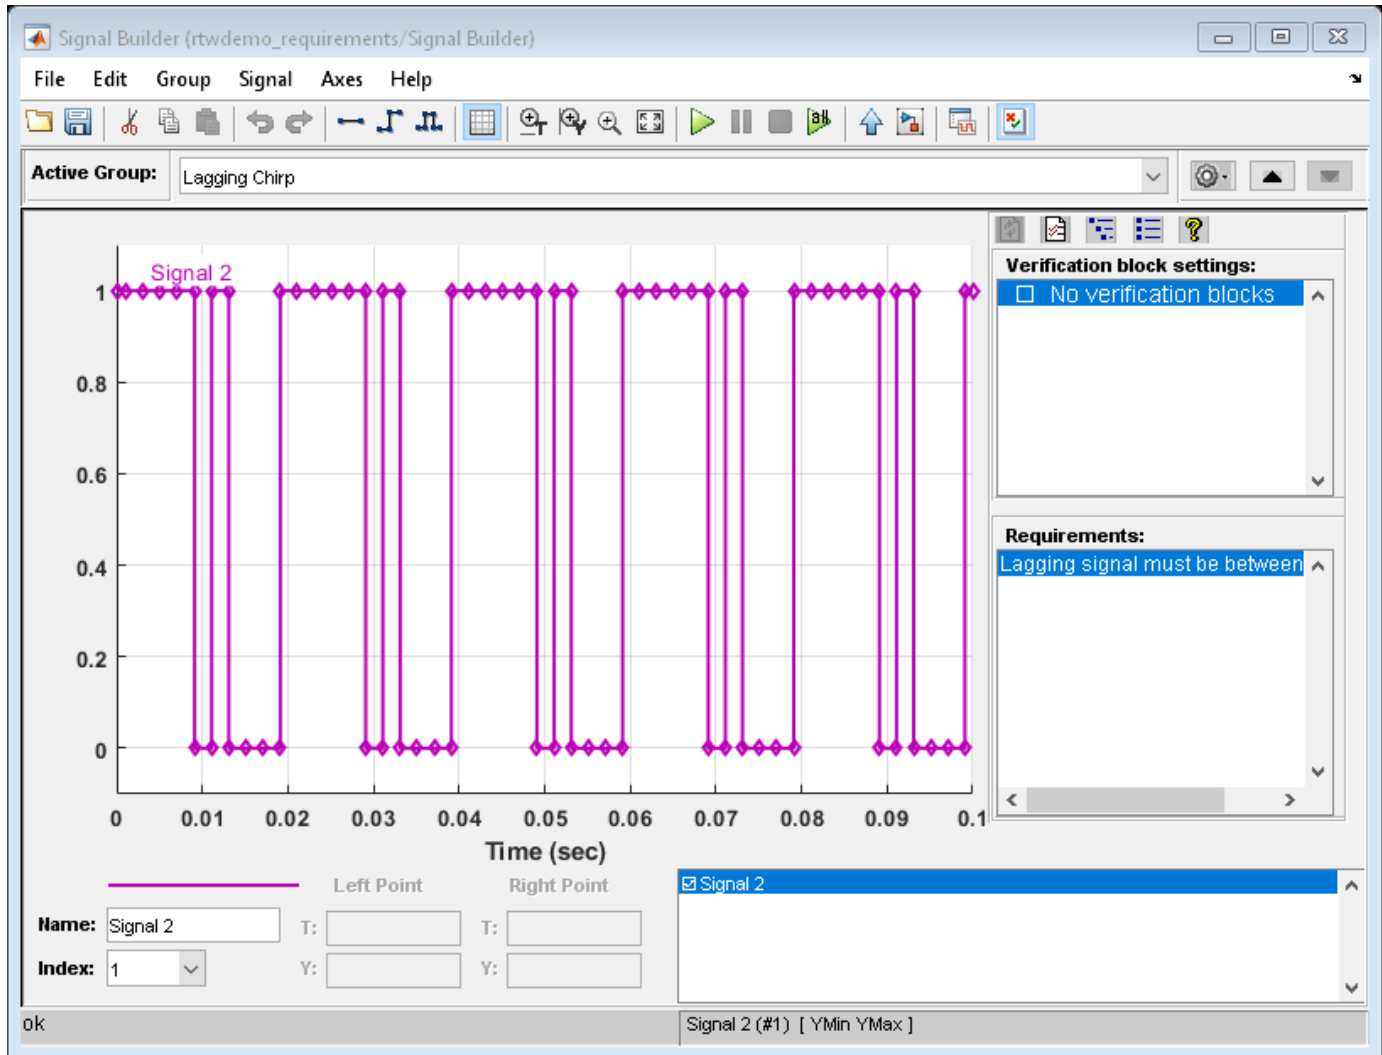 Signal Builder (rtwdemo_requirements/Signal Builder)
File Edit Group Signal Axes Help
Active Group: Lagging Chirp
Signal 2
1
0.8
0.6
0.4
0.2
0
0 0.01 0.02 0.03 0.04 0.05 0.06 0.07 0.08 0.09 0.1
Time (sec)
Verification block settings:
No verification blocks
Requirements:
Lagging signal must be between
Left Point Right Point
Name: Signal 2 T: T:
Index: 1 Y: Y:
Signal 2
ok
Signal 2 (#1) [ YMin YMax ]